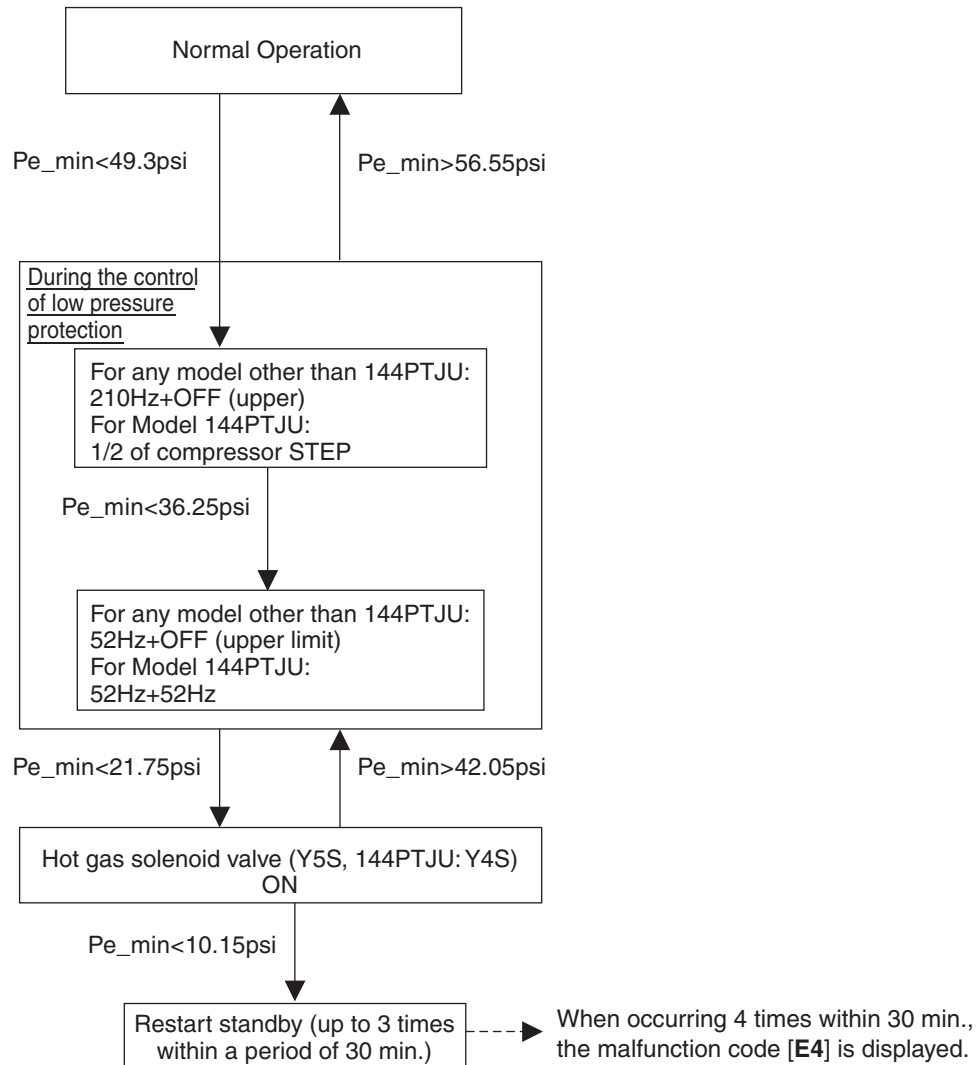 Normal Operation
Pe_min<49.3psi
Pe_min>56.55psi
During the control
of low pressure
protection
For any model other than 144PTJU:
210Hz+OFF (upper)
For Model 144PTJU:
1/2 of compressor STEP
Pe_min<36.25psi
For any model other than 144PTJU:
52Hz+OFF (upper limit)
For Model 144PTJU:
52Hz+52Hz
Pe_min<21.75psi
Pe_min>42.05psi
Hot gas solenoid valve (Y5S, 144PTJU: Y4S)
ON
Pe_min<10.15psi
Restart standby (up to 3 times
within a period of 30 min.)
When occurring 4 times within 30 min.,
the malfunction code [E4] is displayed.